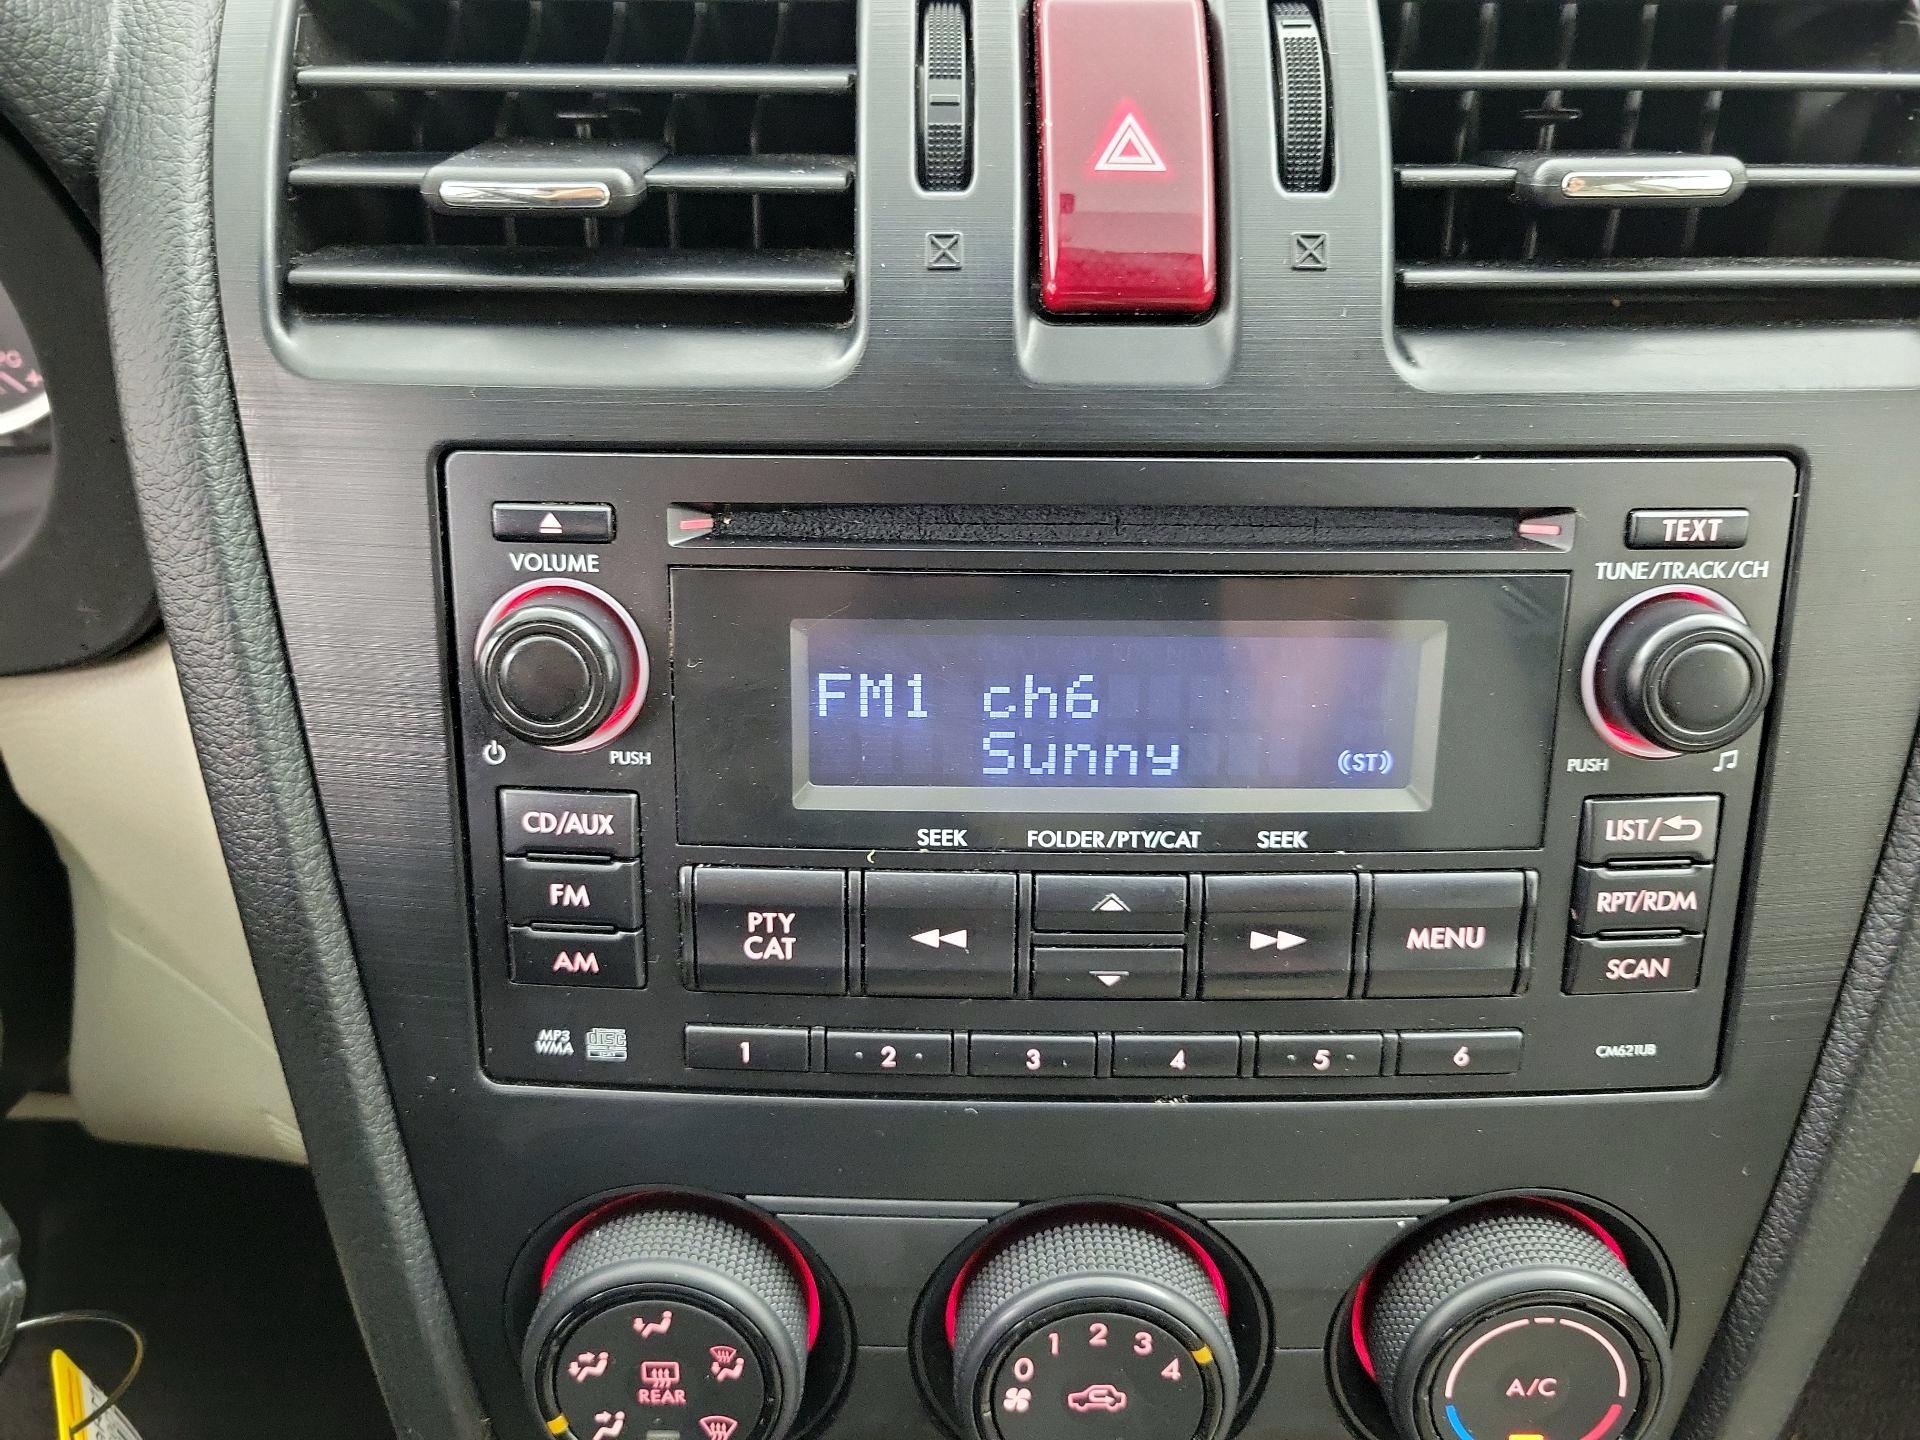 VOLUME
PUSH
TEXT
TUNE/TRACK/CH
PUSH
FM1 ch6
Sunny (ST)
SEEK FOLDER/PTY/CAT SEEK
CD/AUX
FM
AM
PTY
CAT
MENU
LIST/
RPT/RDM
SCAN
MP3
WMA
disc
1 2 3 4 5 6
CM621UB
REAR
0 1 2 3 4
A/C